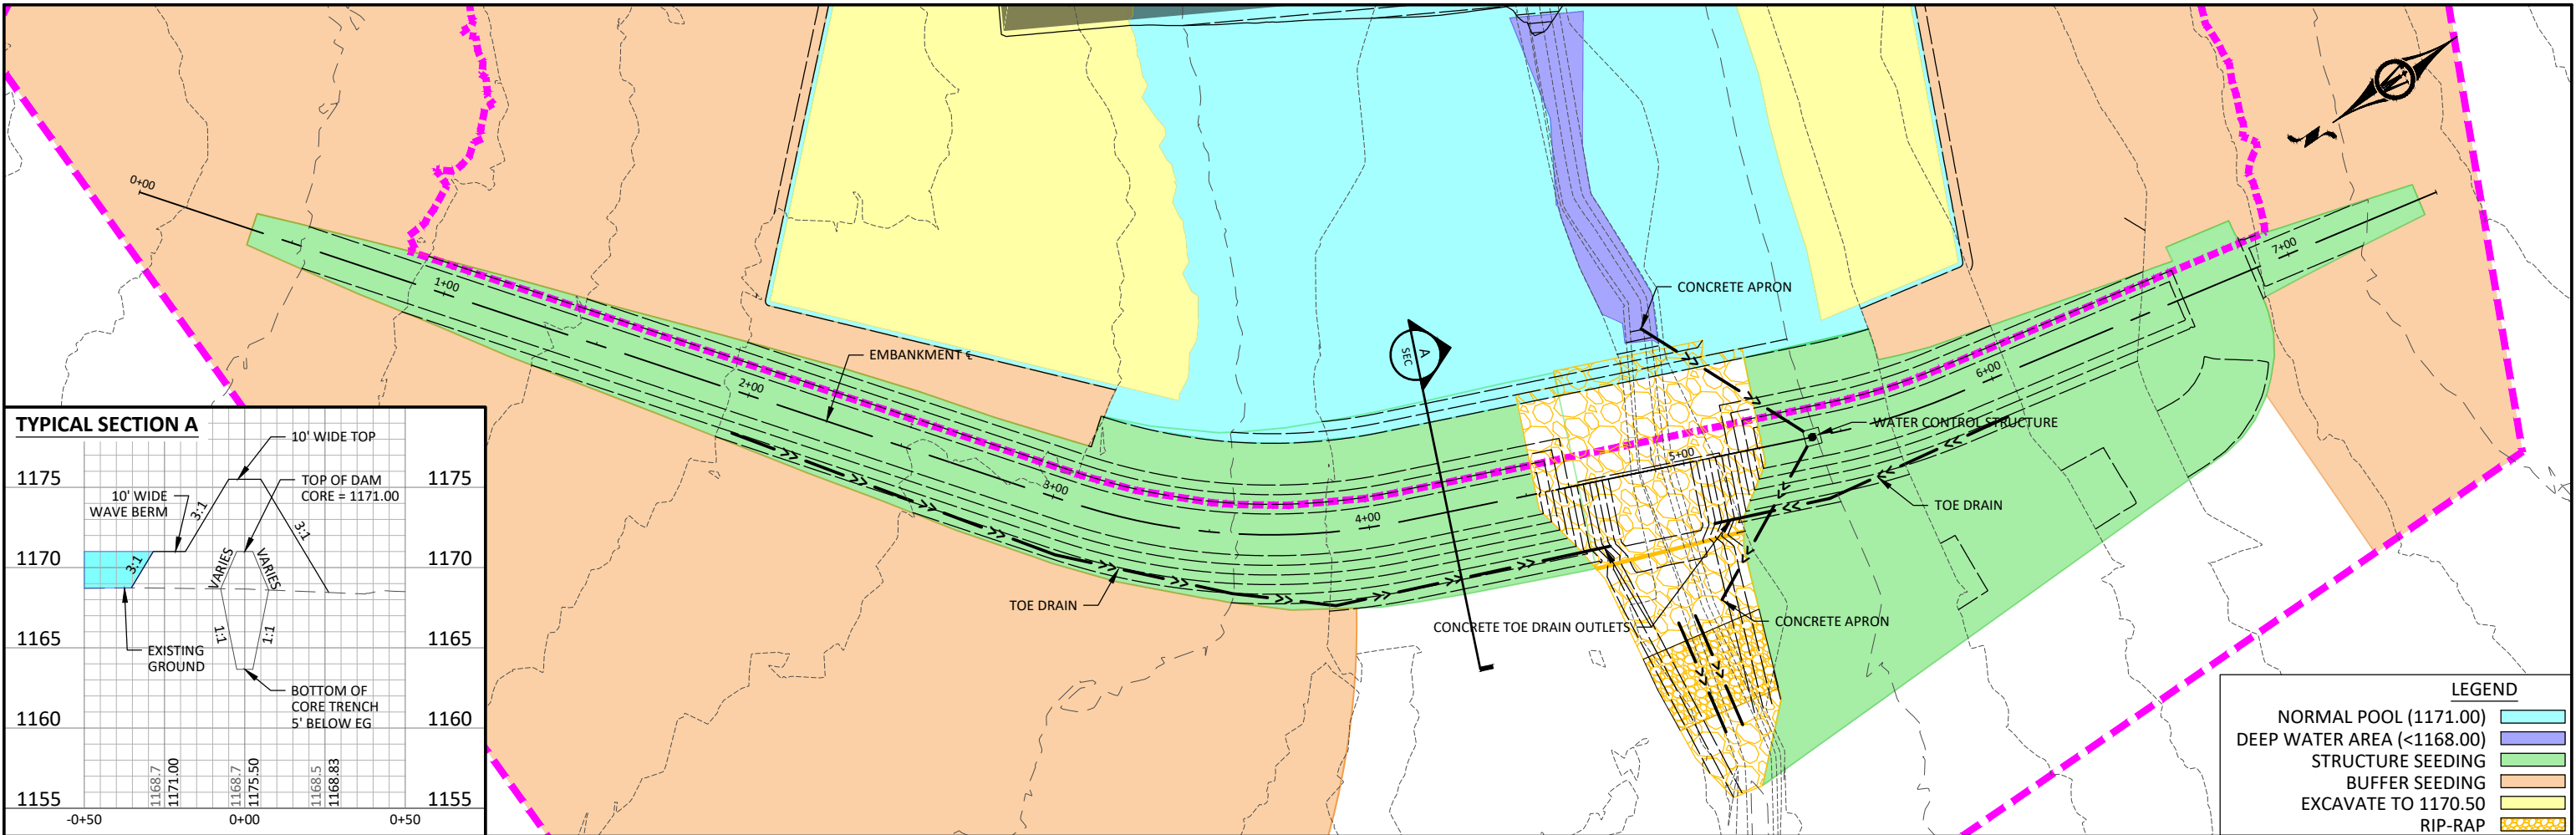 0+00
1+00
2+00
3+00
4+00
5+00
6+00
7+00
EMBANKMENT ℄
CONCRETE APRON
A
SEC
WATER CONTROL STRUCTURE
TOE DRAIN
TOE DRAIN
CONCRETE TOE DRAIN OUTLETS
CONCRETE APRON
TYPICAL SECTION A
10' WIDE TOP
TOP OF DAM
CORE = 1171.00
10' WIDE
WAVE BERM
3:1
3:1
3:1
VARIES
VARIES
1:1
1:1
EXISTING
GROUND
BOTTOM OF
CORE TRENCH
5' BELOW EG
1175
1170
1165
1160
1155
1175
1170
1165
1160
1155
1168.7
1171.00
1168.7
1175.50
1168.5
1168.83
-0+50
0+00
0+50
LEGEND
NORMAL POOL (1171.00)
DEEP WATER AREA (<1168.00)
STRUCTURE SEEDING
BUFFER SEEDING
EXCAVATE TO 1170.50
RIP-RAP